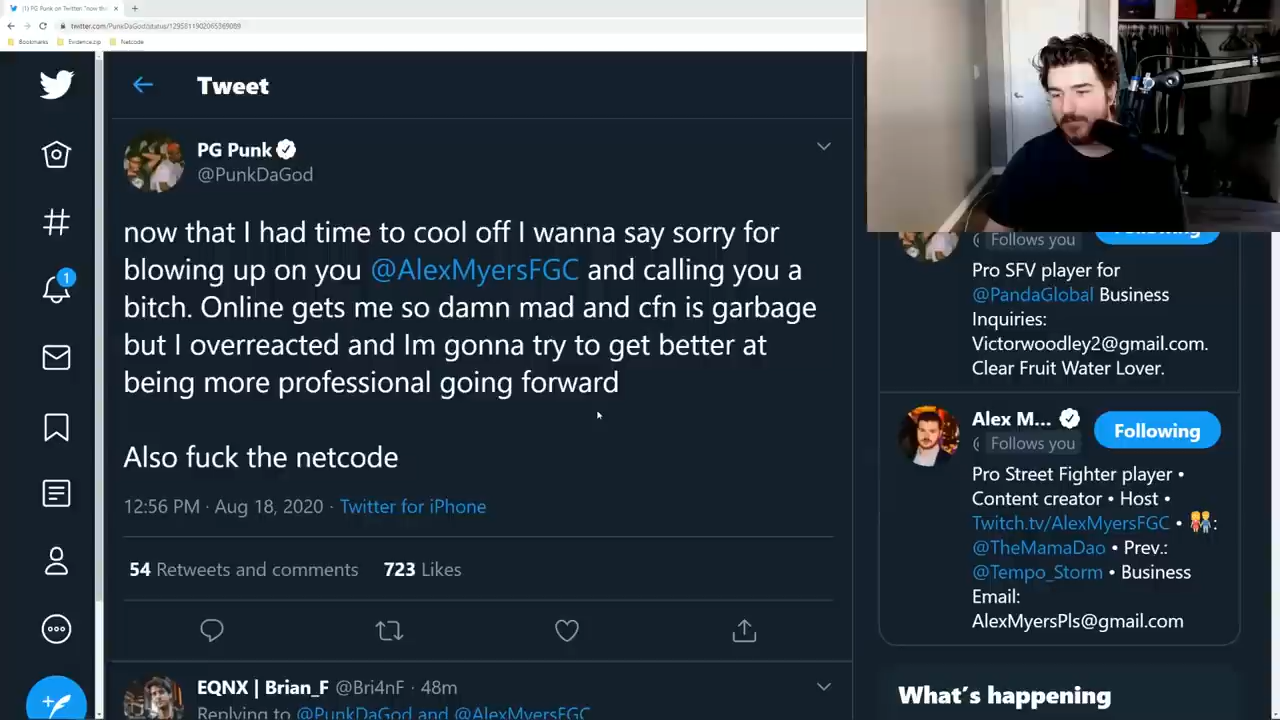 (1) PG Punk on Twitter: "now tha
twitter.com/PunkDaGod/status/1295811902065369089
Bookmarks
Evidence.zip
Netcode
Tweet
PG Punk
@PunkDaGod
now that I had time to cool off I wanna say sorry for
blowing up on you @AlexMyersFGC and calling you a
bitch. Online gets me so damn mad and cfn is garbage
but I overreacted and Im gonna try to get better at
being more professional going forward
Also fuck the netcode
12:56 PM · Aug 18, 2020 · Twitter for iPhone
54 Retweets and comments 723 Likes
EQNX | Brian_F @Bri4nF · 48m
Replying to @PunkDaGod and @AlexMyersFGC
1
Follows you
Following
Pro SFV player for
@PandaGlobal Business
Inquiries:
Victorwoodley2@gmail.com.
Clear Fruit Water Lover.
Alex M...
Follows you
Following
Pro Street Fighter player •
Content creator • Host •
Twitch.tv/AlexMyersFGC • 👫:
@TheMamaDao • Prev.:
@Tempo_Storm • Business
Email:
AlexMyersPls@gmail.com
What's happening